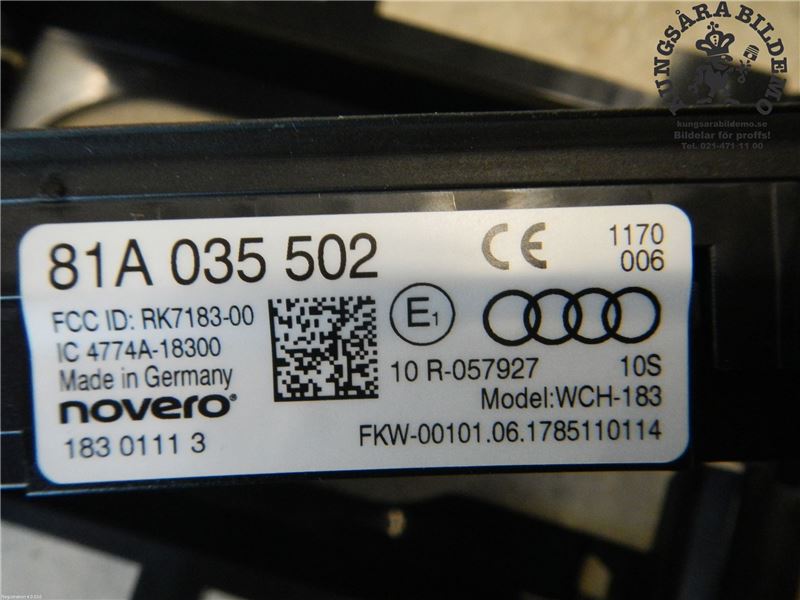 KUNGSÅRA BILDEMO
kungsarabildemo.se
Bildelar för proffs!
Tel. 021-471 11 00
81A 035 502
CE
1170
006
FCC ID: RK7183-00
IC 4774A-18300
Made in Germany
novero
183 0111 3
E1
10 R-057927
10S
Model:WCH-183
FKW-00101.06.1785110114